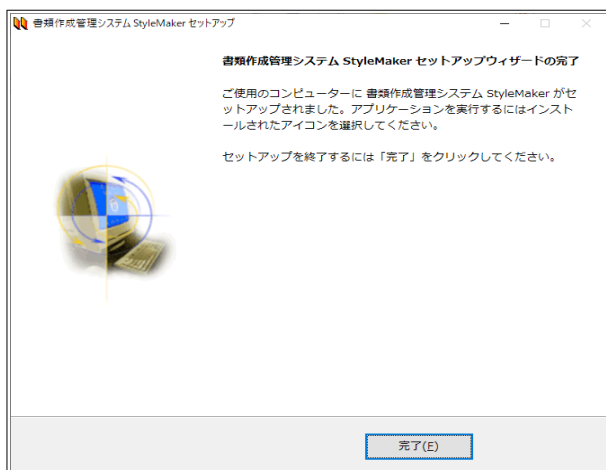 書類作成管理システム StyleMaker セットアップ
書類作成管理システム StyleMaker セットアップウィザードの完了
ご使用のコンピューターに 書類作成管理システム StyleMaker がセ
ットアップされました。アプリケーションを実行するにはインスト
ールされたアイコンを選択してください。
セットアップを終了するには「完了」をクリックしてください。
6
完了(F)